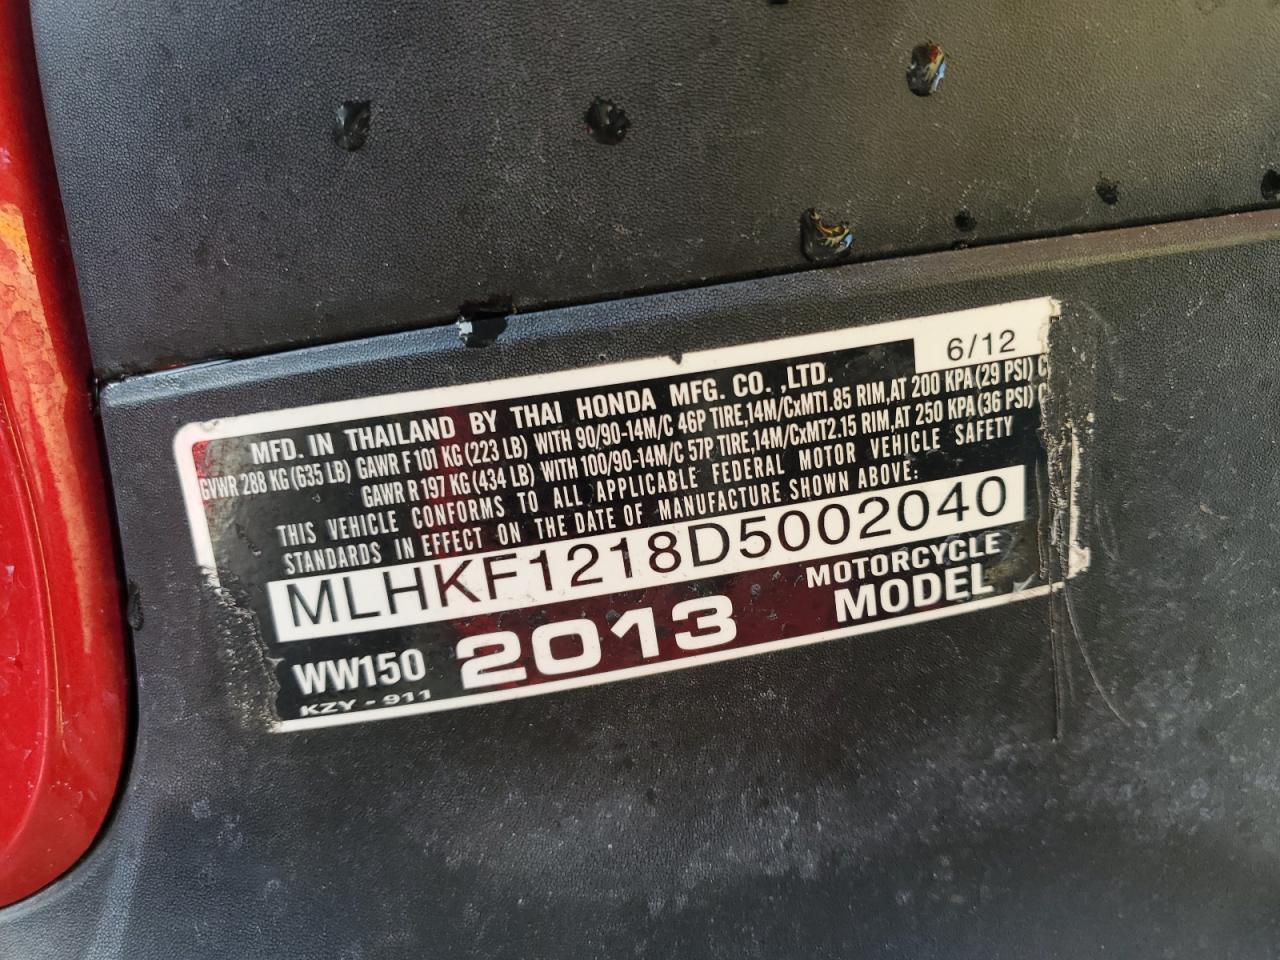 6/12
MFD. IN THAILAND BY THAI HONDA MFG. CO. ,LTD.
GVWR 288 KG (635 LB) GAWR F 101 KG (223 LB) WITH 90/90-14M/C 46P TIRE,14M/CxMT1.85 RIM,AT 200 KPA (29 PSI) C
GAWR R 197 KG (434 LB) WITH 100/90-14M/C 57P TIRE,14M/CxMT2.15 RIM,AT 250 KPA (36 PSI) C
THIS VEHICLE CONFORMS TO ALL APPLICABLE FEDERAL MOTOR VEHICLE SAFETY
STANDARDS IN EFFECT ON THE DATE OF MANUFACTURE SHOWN ABOVE:
MLHKF1218D5002040
WW150 2013 MOTORCYCLE
KZY - 911 MODEL